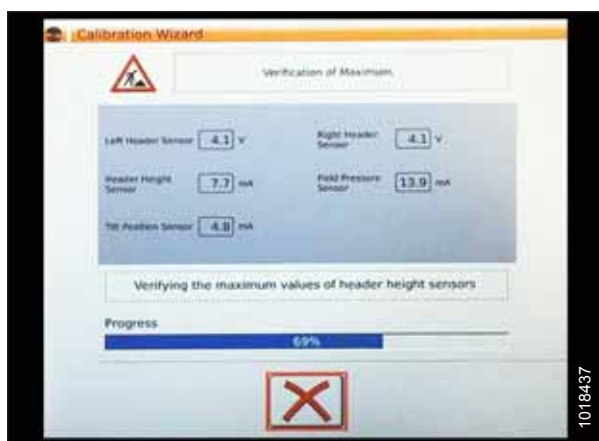 Calibration Wizard
Verification of Maximum
Left Header Sensor 4.1 V
Right Header Sensor 4.1 V
Header Height Sensor 7.7 mA
Field Pressure Sensor 13.9 mA
Tilt Position Sensor 4.8 mA
Verifying the maximum values of header height sensors
Progress
69%
1018437